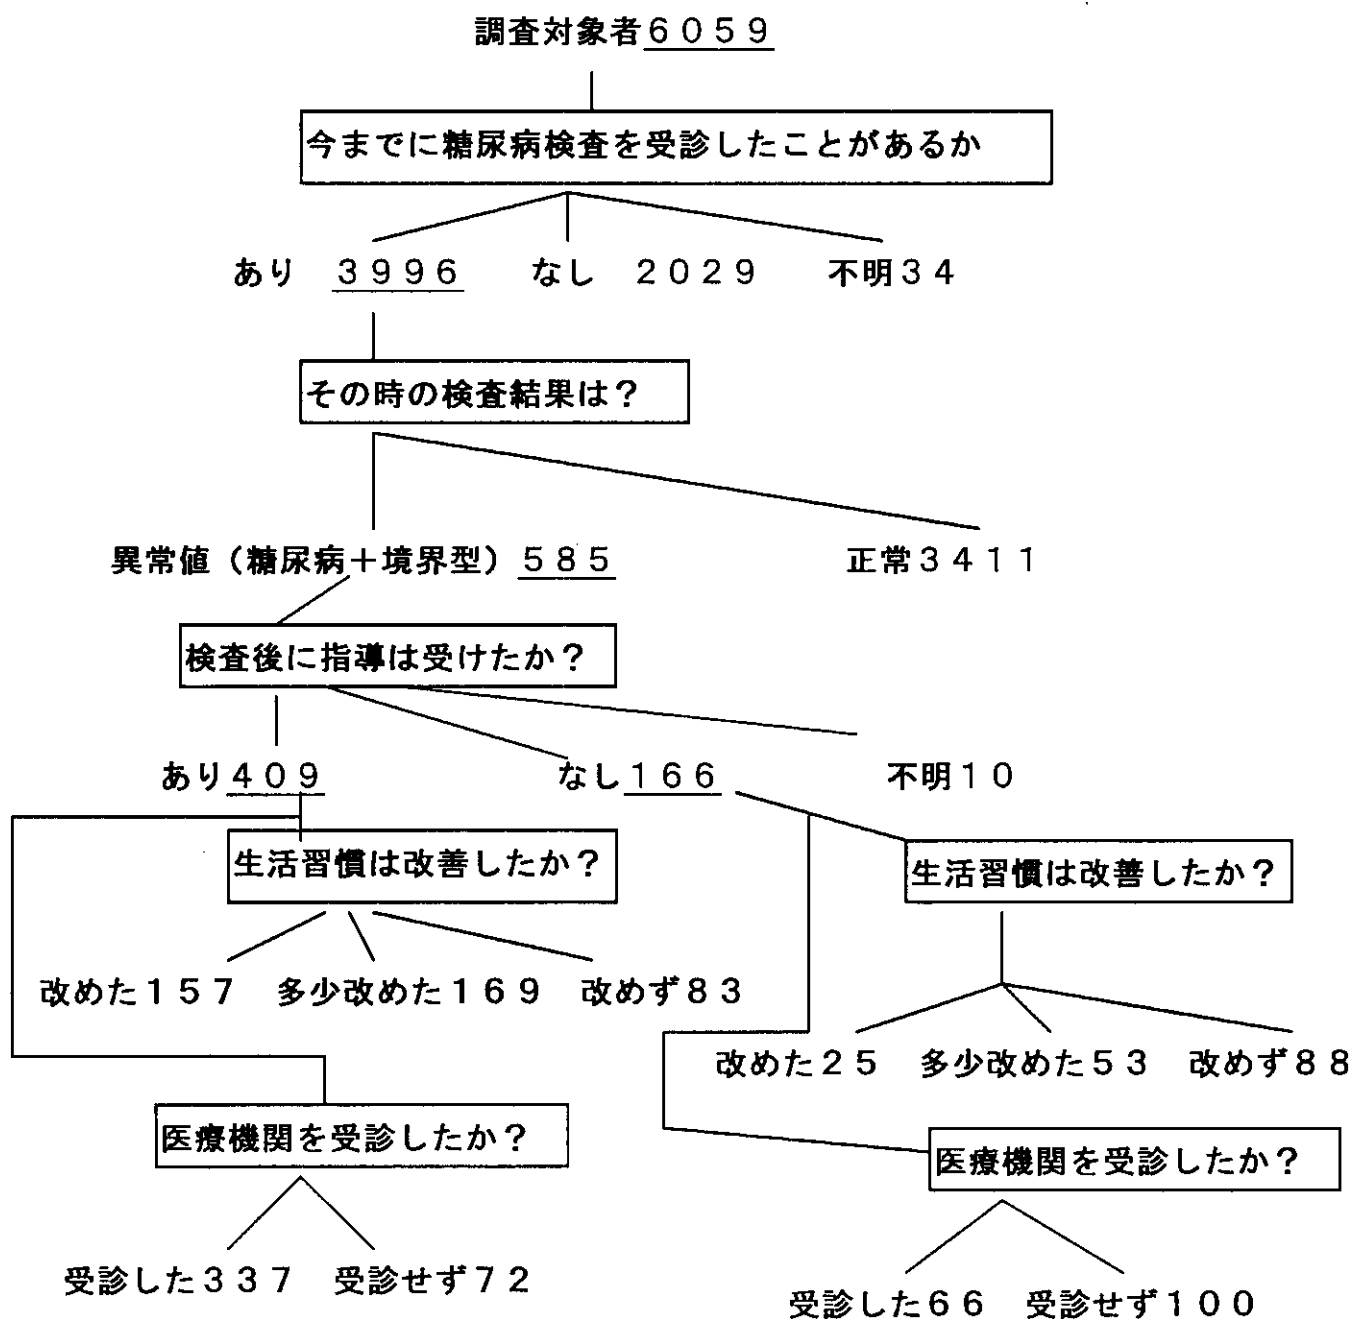 調査対象者６０５９
今までに糖尿病検査を受診したことがあるか
あり　３９９６　なし　２０２９　不明３４
その時の検査結果は？
異常値（糖尿病＋境界型）５８５　正常３４１１
検査後に指導は受けたか？
あり４０９　なし１６６　不明１０
生活習慣は改善したか？
生活習慣は改善したか？
改めた１５７　多少改めた１６９　改めず８３
改めた２５　多少改めた５３　改めず８８
医療機関を受診したか？
医療機関を受診したか？
受診した３３７　受診せず７２
受診した６６　受診せず１００